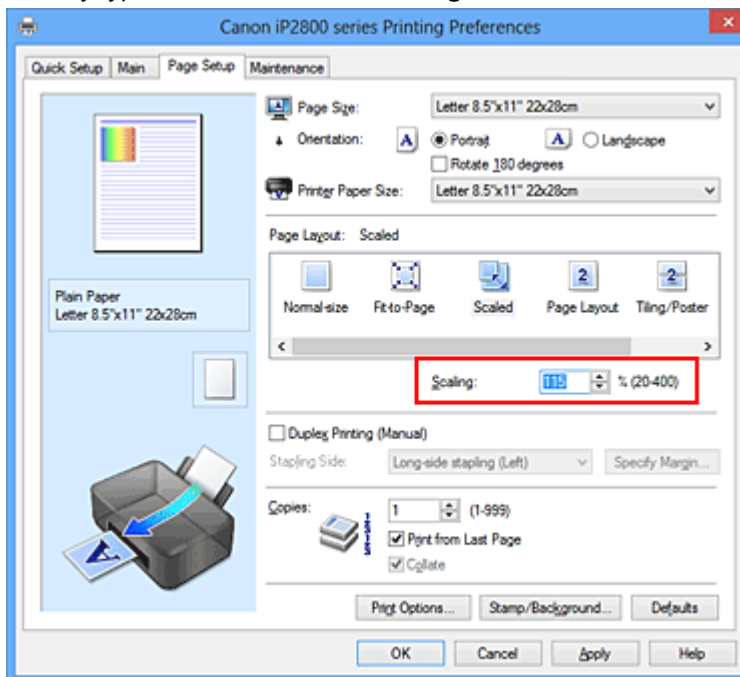 Canon iP2800 series Printing Preferences
Quick Setup Main Page Setup Maintenance
Page Size: Letter 8.5"x11" 22x28cm
Orientation: A Portrait A Landscape
Rotate 180 degrees
Printer Paper Size: Letter 8.5"x11" 22x28cm
Page Layout: Scaled
Plain Paper
Letter 8.5"x11" 22x28cm
2 2
Normal-size Fit-to-Page Scaled Page Layout Tiling/Poster
Scaling: 115 % (20-400)
Duplex Printing (Manual)
Stapling Side: Long-side stapling (Left) Specify Margin...
Copies: 1 (1-999)
Print from Last Page
Collate
A
Print Options... Stamp/Background... Defaults
OK Cancel Apply Help